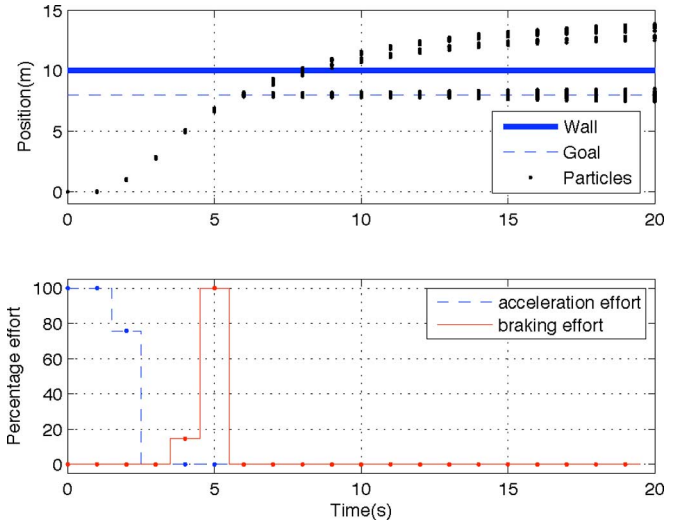 15
10
5
0
Position(m)
Wall
Goal
Particles
0 5 10 15 20
100
80
60
40
20
0
Percentage effort
acceleration effort
braking effort
0 5 10 15 20
Time(s)